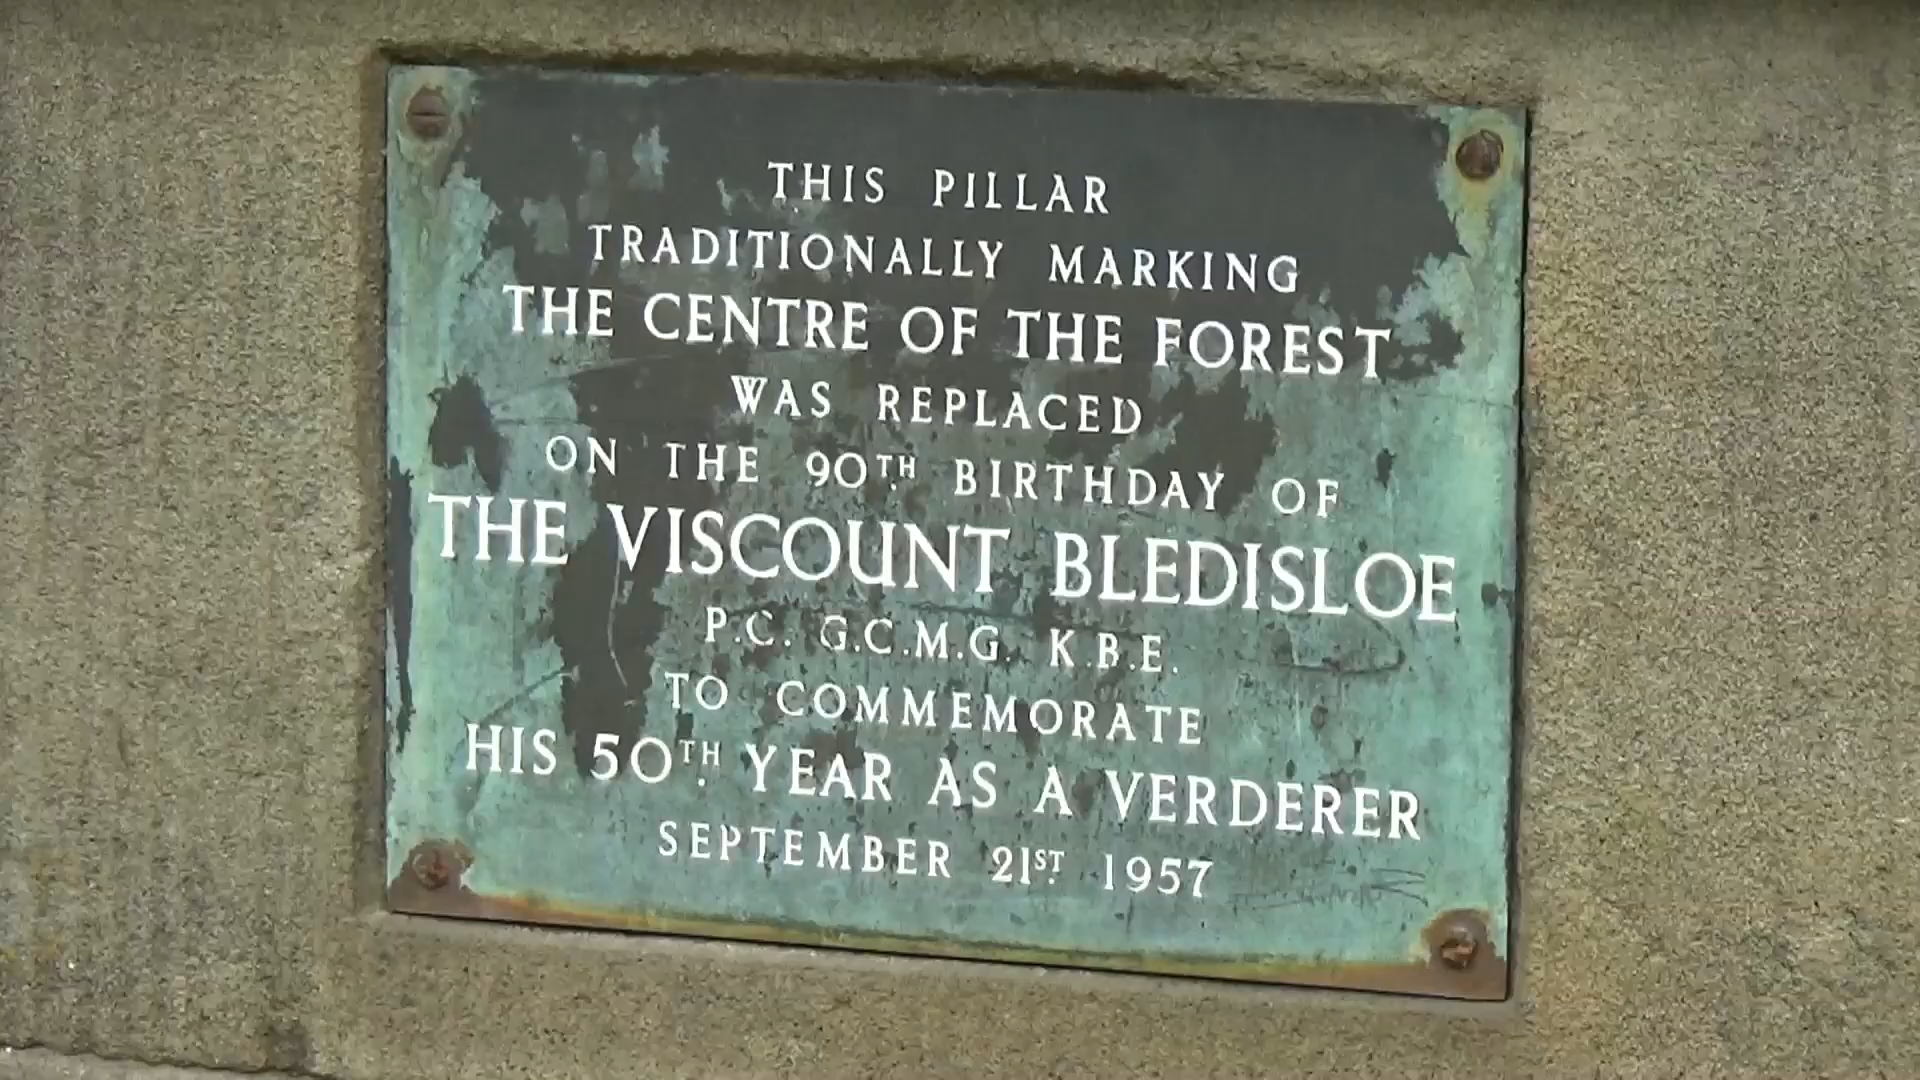 THIS PILLAR
TRADITIONALLY MARKING
THE CENTRE OF THE FOREST
WAS REPLACED
ON THE 90TH BIRTHDAY OF
THE VISCOUNT BLEDISLOE
P.C. G.C.M.G. K.B.E.
TO COMMEMORATE
HIS 50TH YEAR AS A VERDERER
SEPTEMBER 21ST 1957